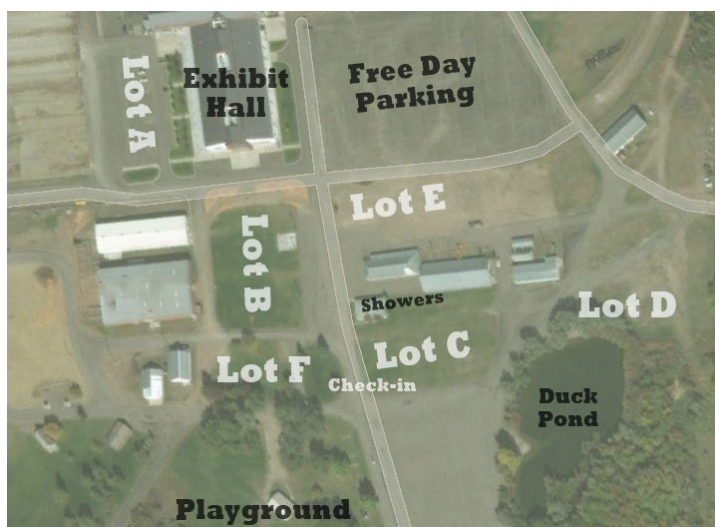 Lot A
Exhibit
Hall
Free Day
Parking
Lot E
Lot B
Showers
Lot D
Lot C
Lot F
Check-in
Duck
Pond
Playground